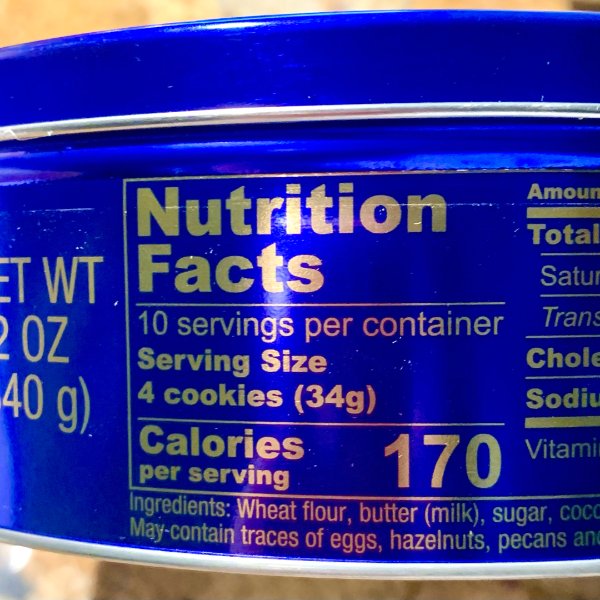 ET WT
2 OZ
40 g)
Nutrition
Facts
10 servings per container
Serving Size
4 cookies (34g)
Calories
per serving
170
Ingredients: Wheat flour, butter (milk), sugar, coco
May contain traces of eggs, hazelnuts, pecans and
Amoun
Total
Satur
Trans
Chole
Sodiu
Vitami